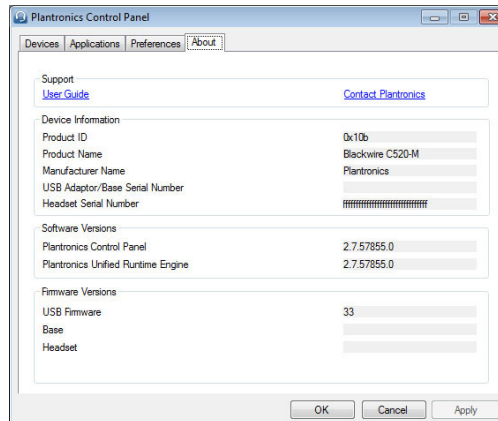 Plantronics Control Panel
Devices Applications Preferences About
Support
User Guide Contact Plantronics
Device Information
Product ID 0x10b
Product Name Blackwire C520-M
Manufacturer Name Plantronics
USB Adaptor/Base Serial Number
Headset Serial Number
Software Versions
Plantronics Control Panel 2.7.57855.0
Plantronics Unified Runtime Engine 2.7.57855.0
Firmware Versions
USB Firmware 33
Base
Headset
OK Cancel Apply